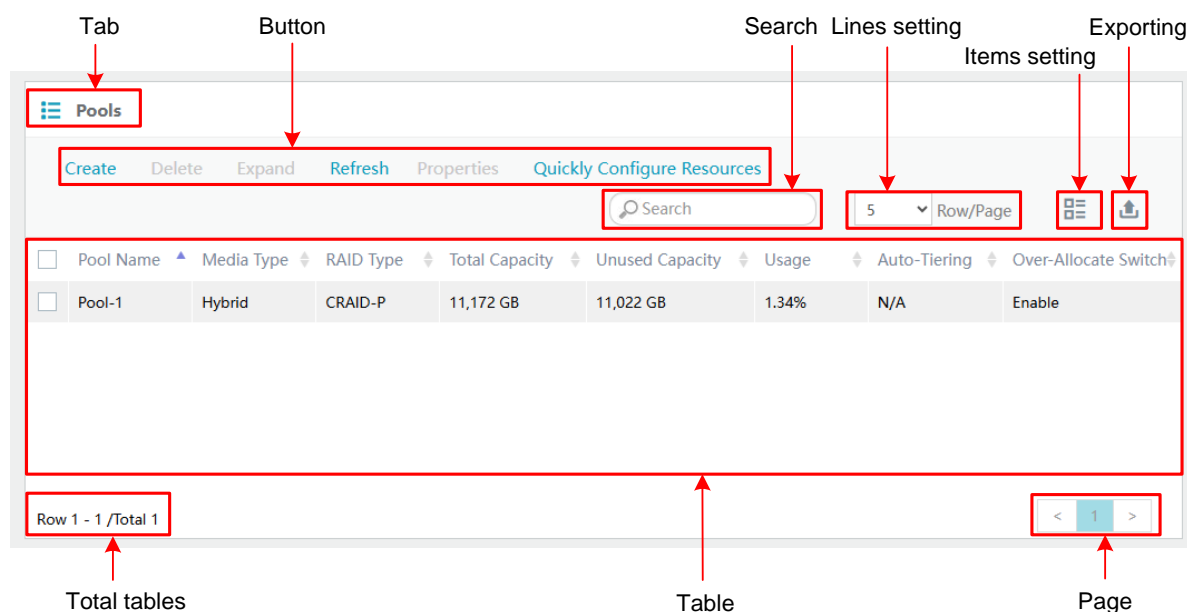 Tab Button Search Lines setting Exporting
Items setting
Pools
Create Delete Expand Refresh Properties Quickly Configure Resources
Search 5 Row/Page
Pool Name Media Type RAID Type Total Capacity Unused Capacity Usage Auto-Tiering Over-Allocate Switch
Pool-1 Hybrid CRAID-P 11,172 GB 11,022 GB 1.34% N/A Enable
Row 1 - 1 /Total 1 < 1 >
Total tables Table Page